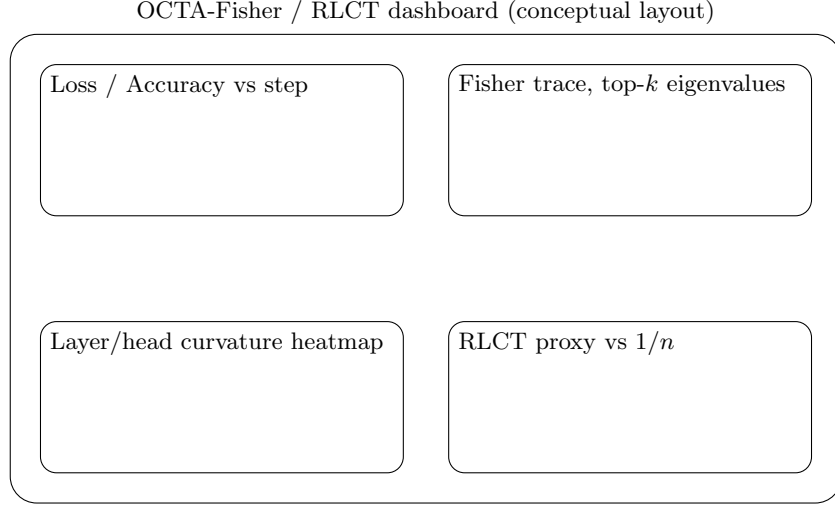 OCTA-Fisher / RLCT dashboard (conceptual layout)
Loss / Accuracy vs step
Fisher trace, top-k eigenvalues
Layer/head curvature heatmap
RLCT proxy vs 1/n